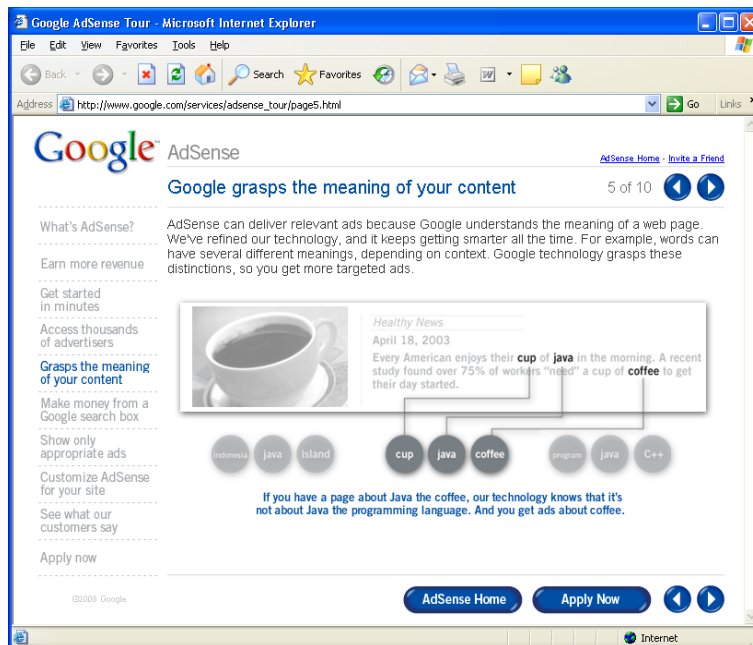 Google AdSense Tour - Microsoft Internet Explorer
File Edit View Favorites Tools Help
Back Search Favorites
Address http://www.google.com/services/adsense_tour/page5.html Go Links
Google™ AdSense
AdSense Home - Invite a Friend
Google grasps the meaning of your content 5 of 10
What's AdSense?
Earn more revenue
Get started
in minutes
Access thousands
of advertisers
Grasps the meaning
of your content
Make money from a
Google search box
Show only
appropriate ads
Customize AdSense
for your site
See what our
customers say
Apply now
©2008 Google
AdSense can deliver relevant ads because Google understands the meaning of a web page.
We've refined our technology, and it keeps getting smarter all the time. For example, words can
have several different meanings, depending on context. Google technology grasps these
distinctions, so you get more targeted ads.
Healthy News
April 18, 2003
Every American enjoys their cup of java in the morning. A recent
study found over 75% of workers "need" a cup of coffee to get
their day started.
indonesia java island cup java coffee program java C++
If you have a page about Java the coffee, our technology knows that it's
not about Java the programming language. And you get ads about coffee.
AdSense Home Apply Now
Internet